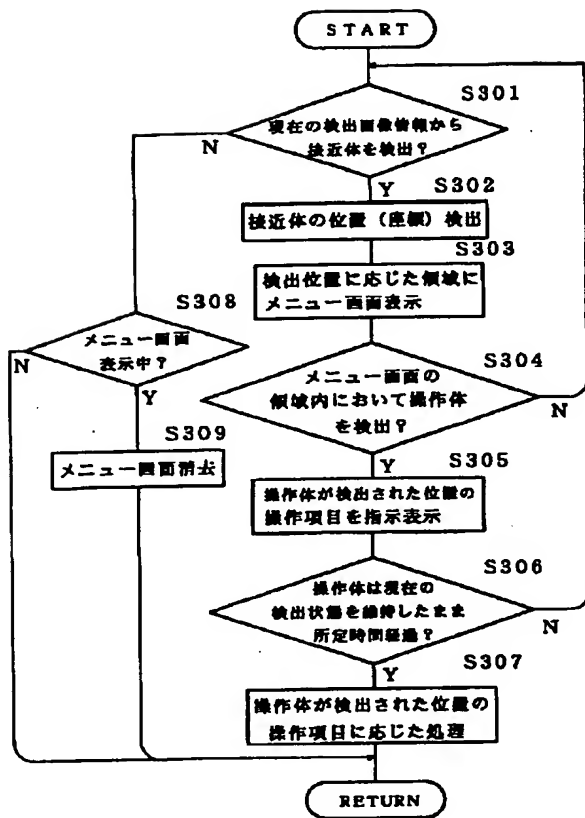 START
S301
現在の検出画像情報から
接近体を検出?
N
Y
S302
接近体の位置(座標)検出
S303
検出位置に応じた領域に
メニュー画面表示
S308
メニュー画面
表示中?
N
Y
S304
メニュー画面の
領域内において操作体
を検出?
N
Y
S309
メニュー画面消去
S305
操作体が検出された位置の
操作項目を指示表示
S306
操作体は現在の
検出状態を維持したまま
所定時間経過?
N
Y
S307
操作体が検出された位置の
操作項目に応じた処理
RETURN